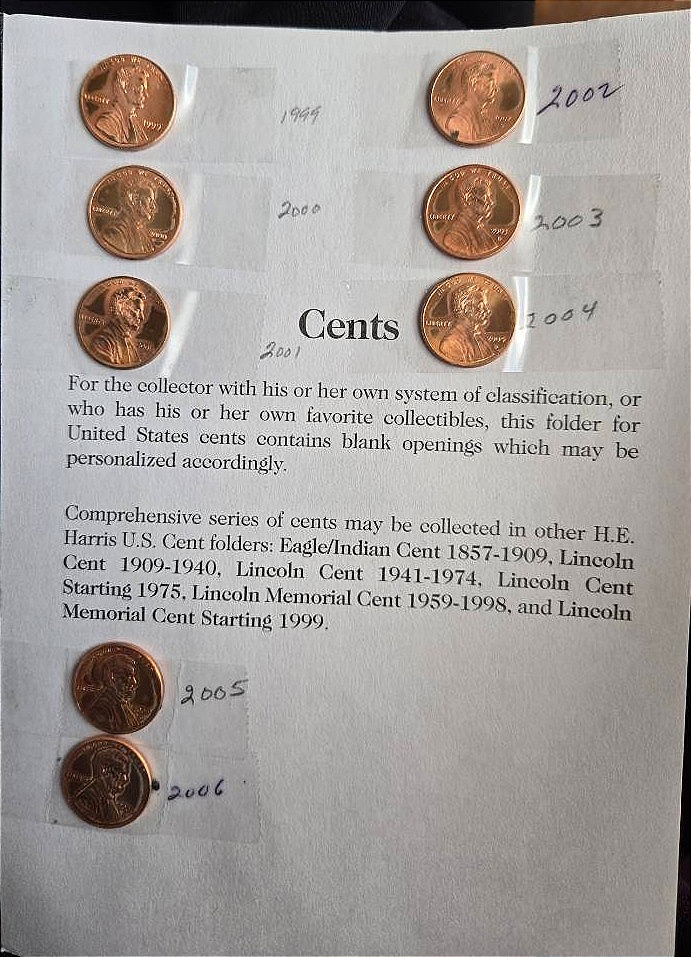 1999
2002
2000
2003
2004
Cents
2001
For the collector with his or her own system of classification, or
who has his or her own favorite collectibles, this folder for
United States cents contains blank openings which may be
personalized accordingly.
Comprehensive series of cents may be collected in other H.E.
Harris U.S. Cent folders: Eagle/Indian Cent 1857-1909, Lincoln
Cent 1909-1940, Lincoln Cent 1941-1974, Lincoln Cent
Starting 1975, Lincoln Memorial Cent 1959-1998, and Lincoln
Memorial Cent Starting 1999.
2005
2006